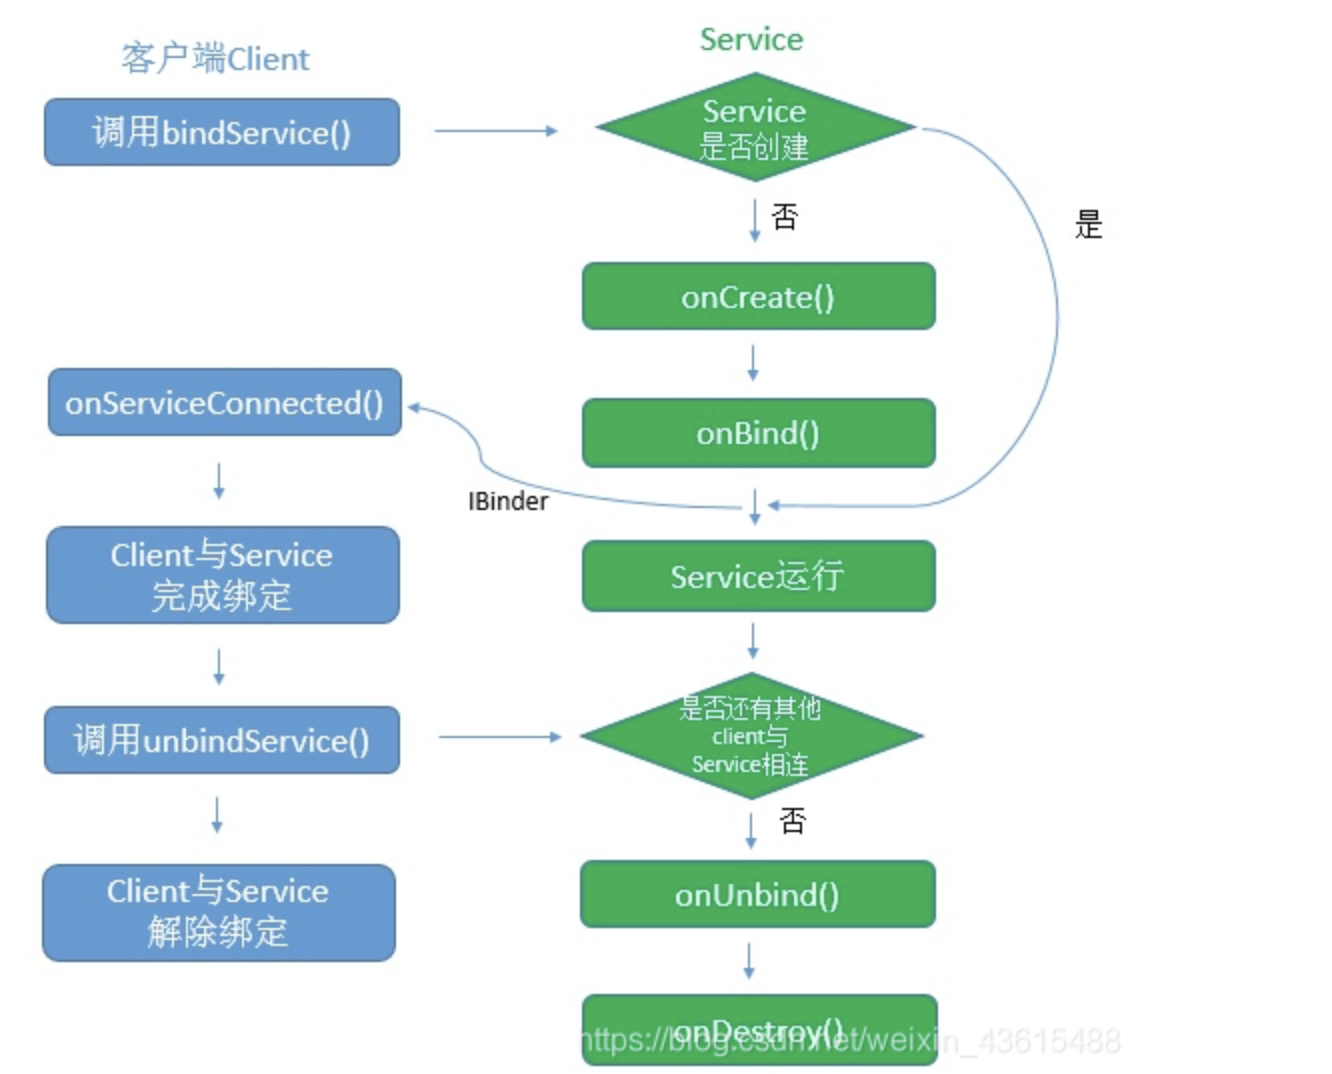 客户端Client
Service
调用bindService()
Service
是否创建
否
是
onCreate()
onServiceConnected()
onBind()
IBinder
Client与Service
完成绑定
Service运行
调用unbindService()
是否还有其他
client与
Service相连
否
Client与Service
解除绑定
onUnbind()
onDestroy()
https://blog.csdn.net/weixin_43615488